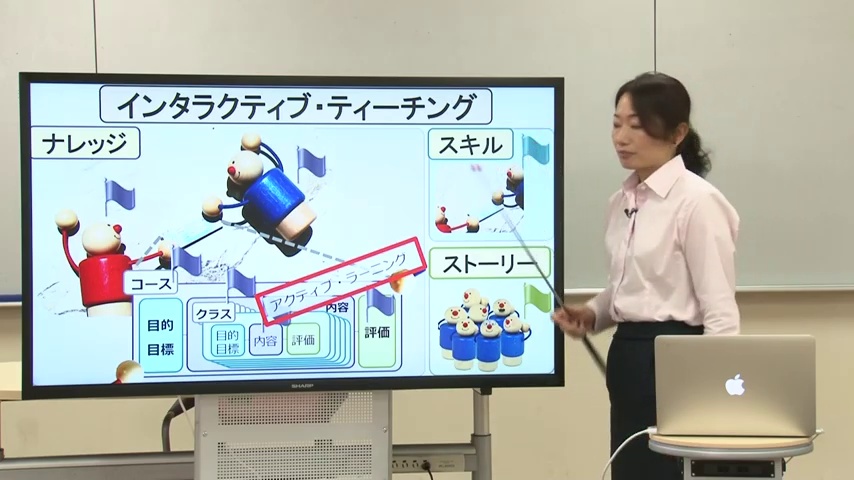 インタラクティブ・ティーチング
ナレッジ
スキル
ストーリー
コース
アクティブ・ラーニング
クラス
内容
目的
目標
目的
目標
内容
評価
評価
SHARP